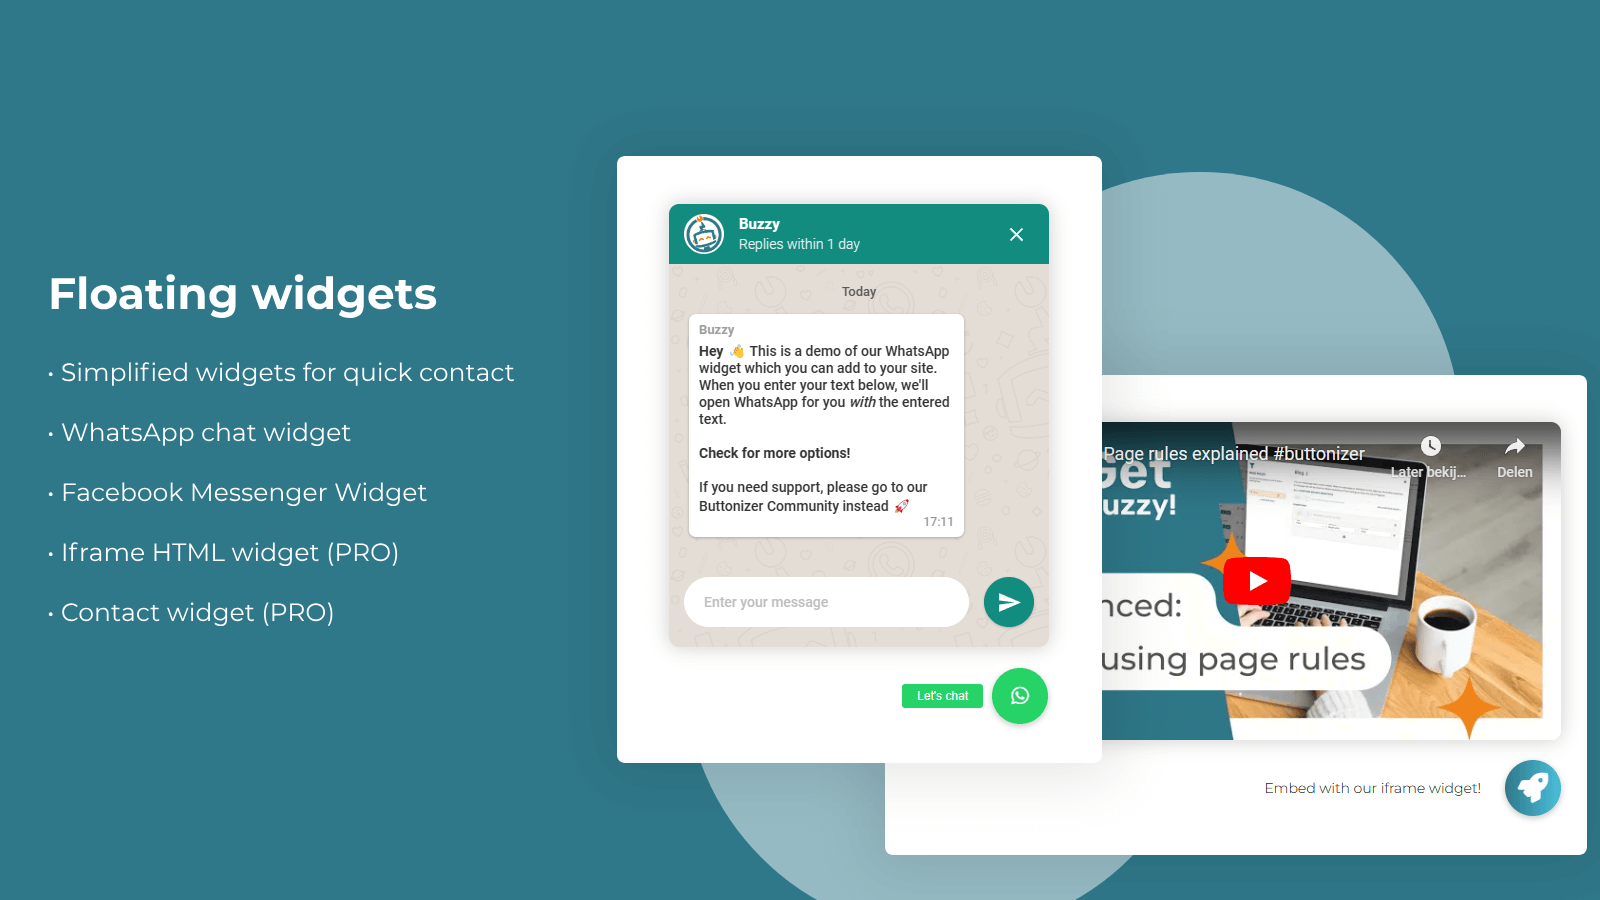 Floating widgets
• Simplified widgets for quick contact
• WhatsApp chat widget
• Facebook Messenger Widget
• Iframe HTML widget (PRO)
• Contact widget (PRO)
Buzzy
Replies within 1 day
Today
Buzzy
Hey 👋 This is a demo of our WhatsApp
widget which you can add to your site.
When you enter your text below, we'll
open WhatsApp for you with the entered
text.
Check for more options!
If you need support, please go to our
Buttonizer Community instead 🚀
17:11
Enter your message
Let's chat
Page rules explained #buttonizer
Later bekij...
Delen
Get
uzzy!
nced:
using page rules
Embed with our iframe widget!